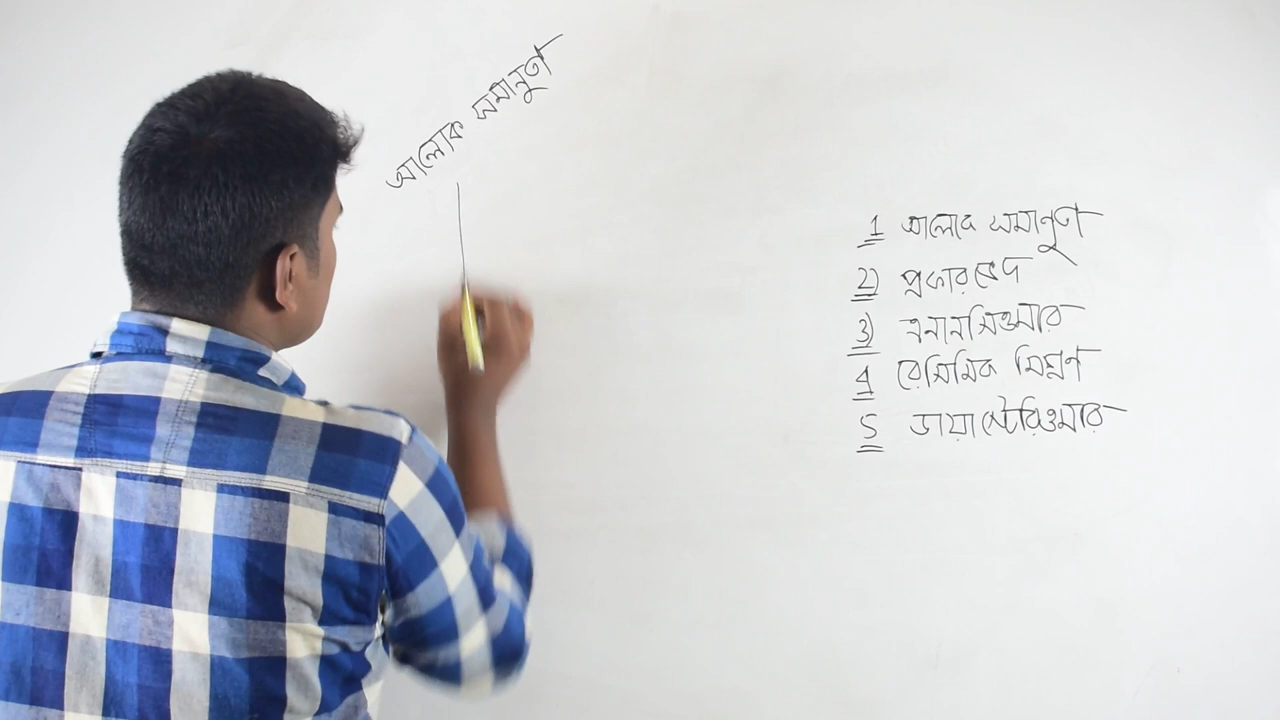 আলোক সমানুতা
1 আলোক সমানুতা
2) প্রকারভেদ
3) এনানসিওমার
4 রেসিমিক মিশ্রণ
5 ডায়াস্টেরিওমার